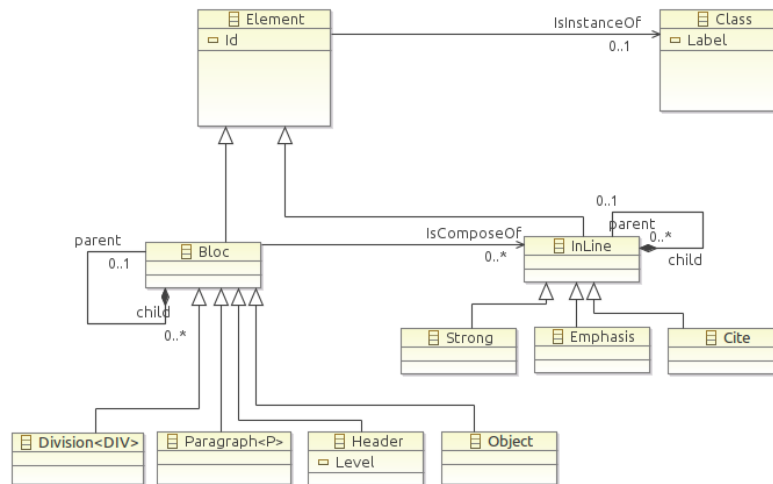 Element
Id
IsInstanceOf
0..1
Class
Label
parent
0..1
Bloc
child
0..*
IsComposeOf
0..*
InLine
0..1
parent
0..*
child
Strong
Emphasis
Cite
Division<DIV>
Paragraph<P>
Header
Level
Object